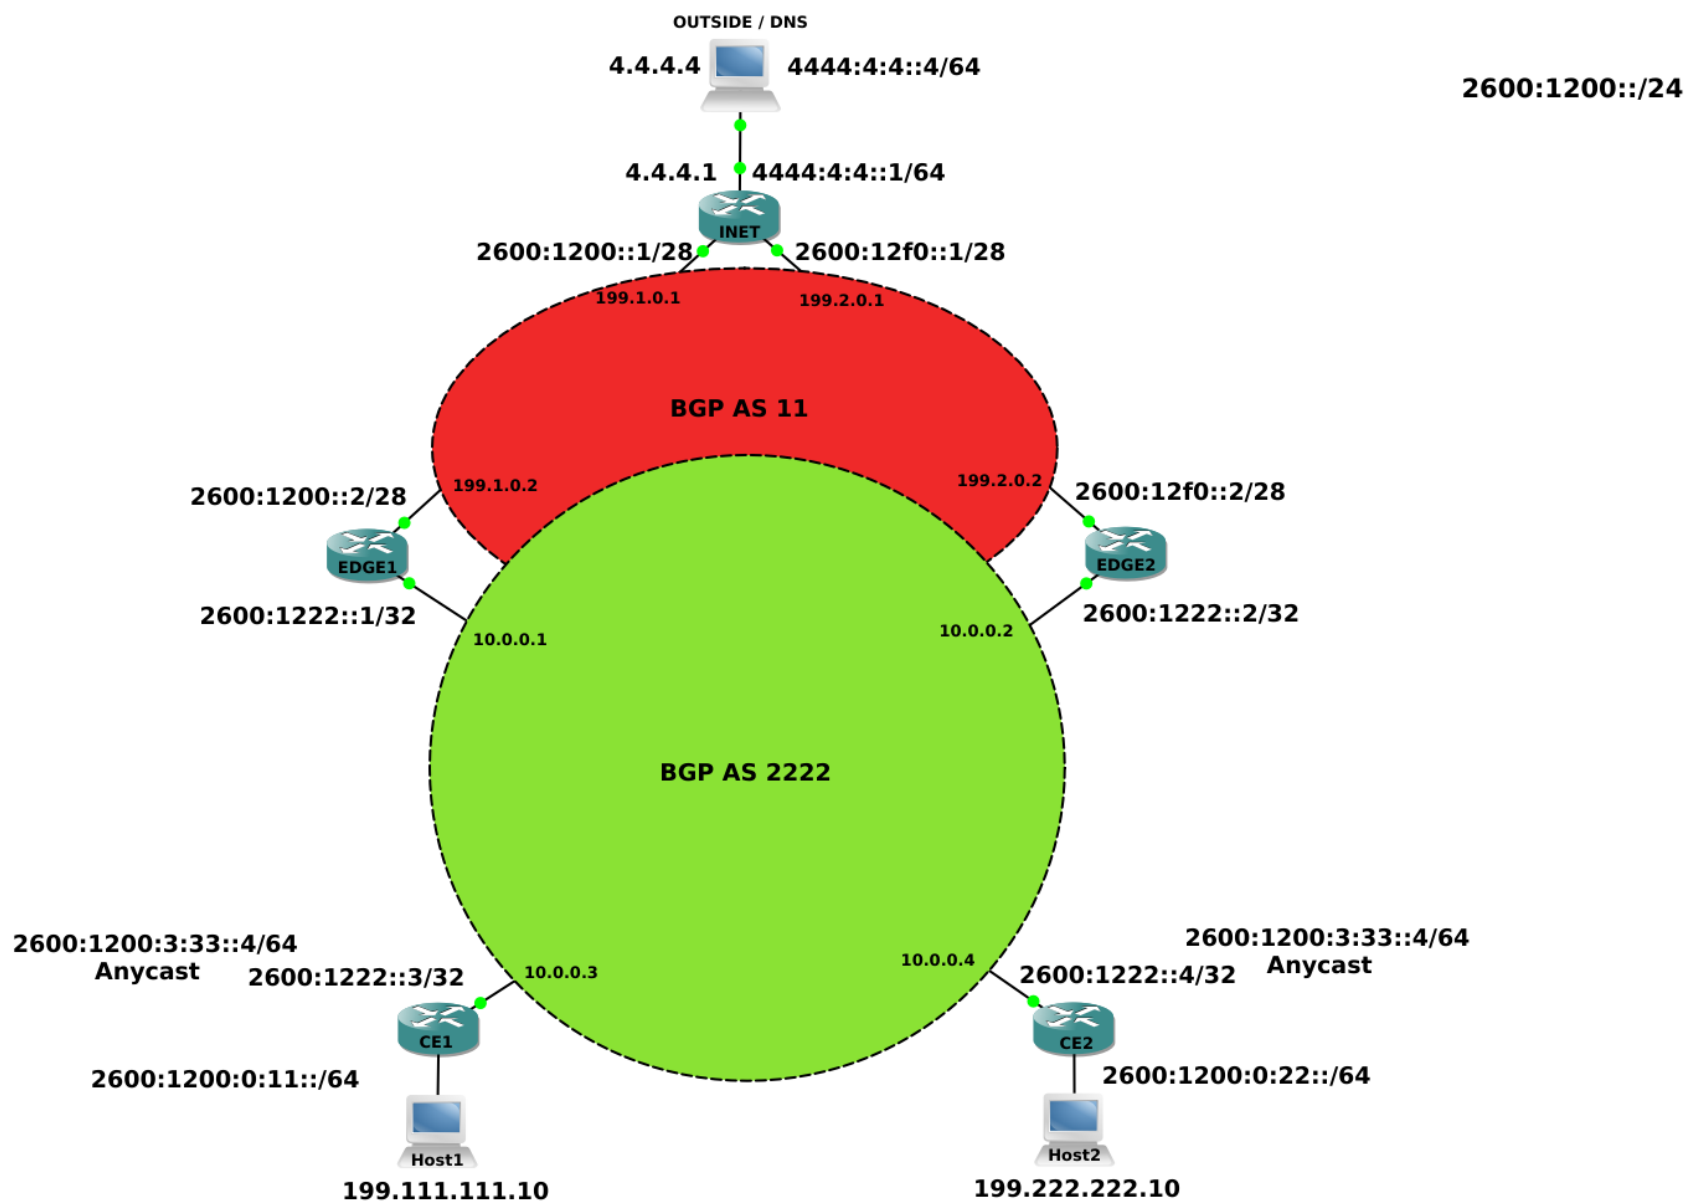 OUTSIDE / DNS
4.4.4.4
4444:4:4::4/64
2600:1200::/24
4.4.4.1
4444:4:4::1/64
INET
2600:1200::1/28
2600:12f0::1/28
199.1.0.1
199.2.0.1
BGP AS 11
199.1.0.2
199.2.0.2
2600:1200::2/28
2600:12f0::2/28
EDGE1
EDGE2
2600:1222::1/32
2600:1222::2/32
10.0.0.1
10.0.0.2
BGP AS 2222
2600:1200:3:33::4/64
Anycast
2600:1200:3:33::4/64
Anycast
2600:1222::3/32
10.0.0.3
10.0.0.4
2600:1222::4/32
CE1
CE2
2600:1200:0:11::/64
2600:1200:0:22::/64
Host1
Host2
199.111.111.10
199.222.222.10